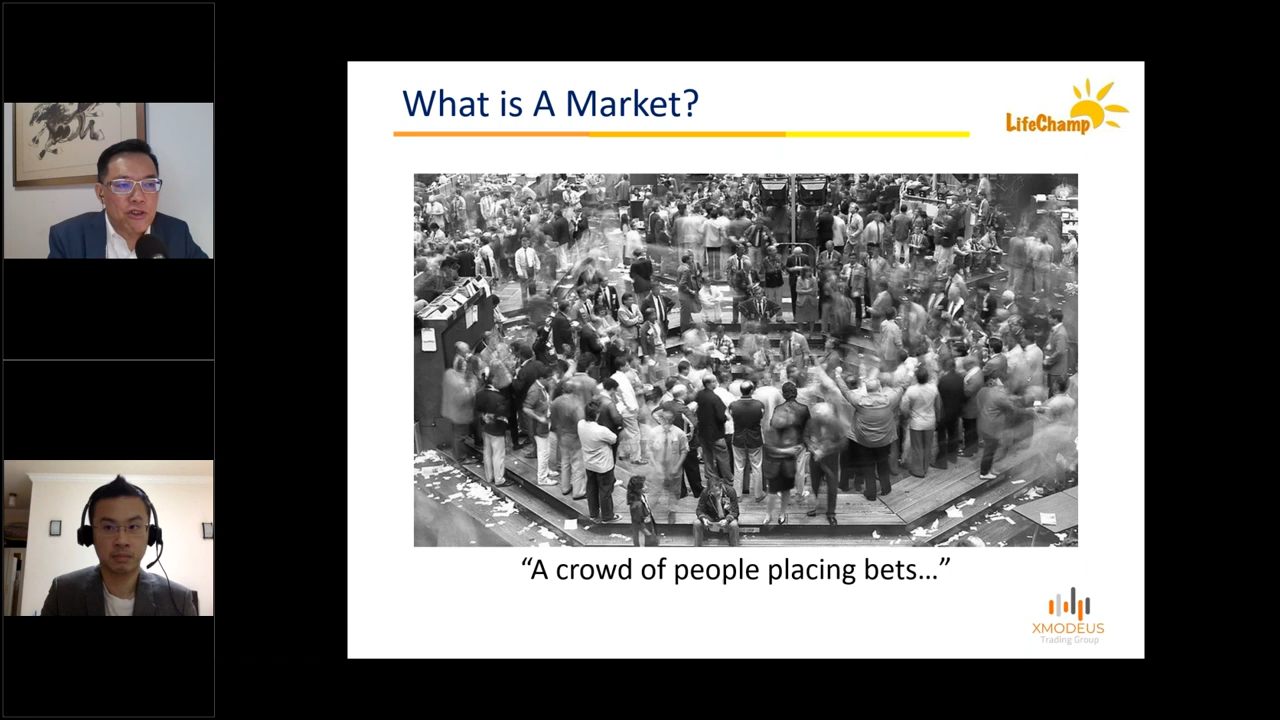 What is A Market?
LifeChamp
“A crowd of people placing bets...”
XMODEUS
Trading Group